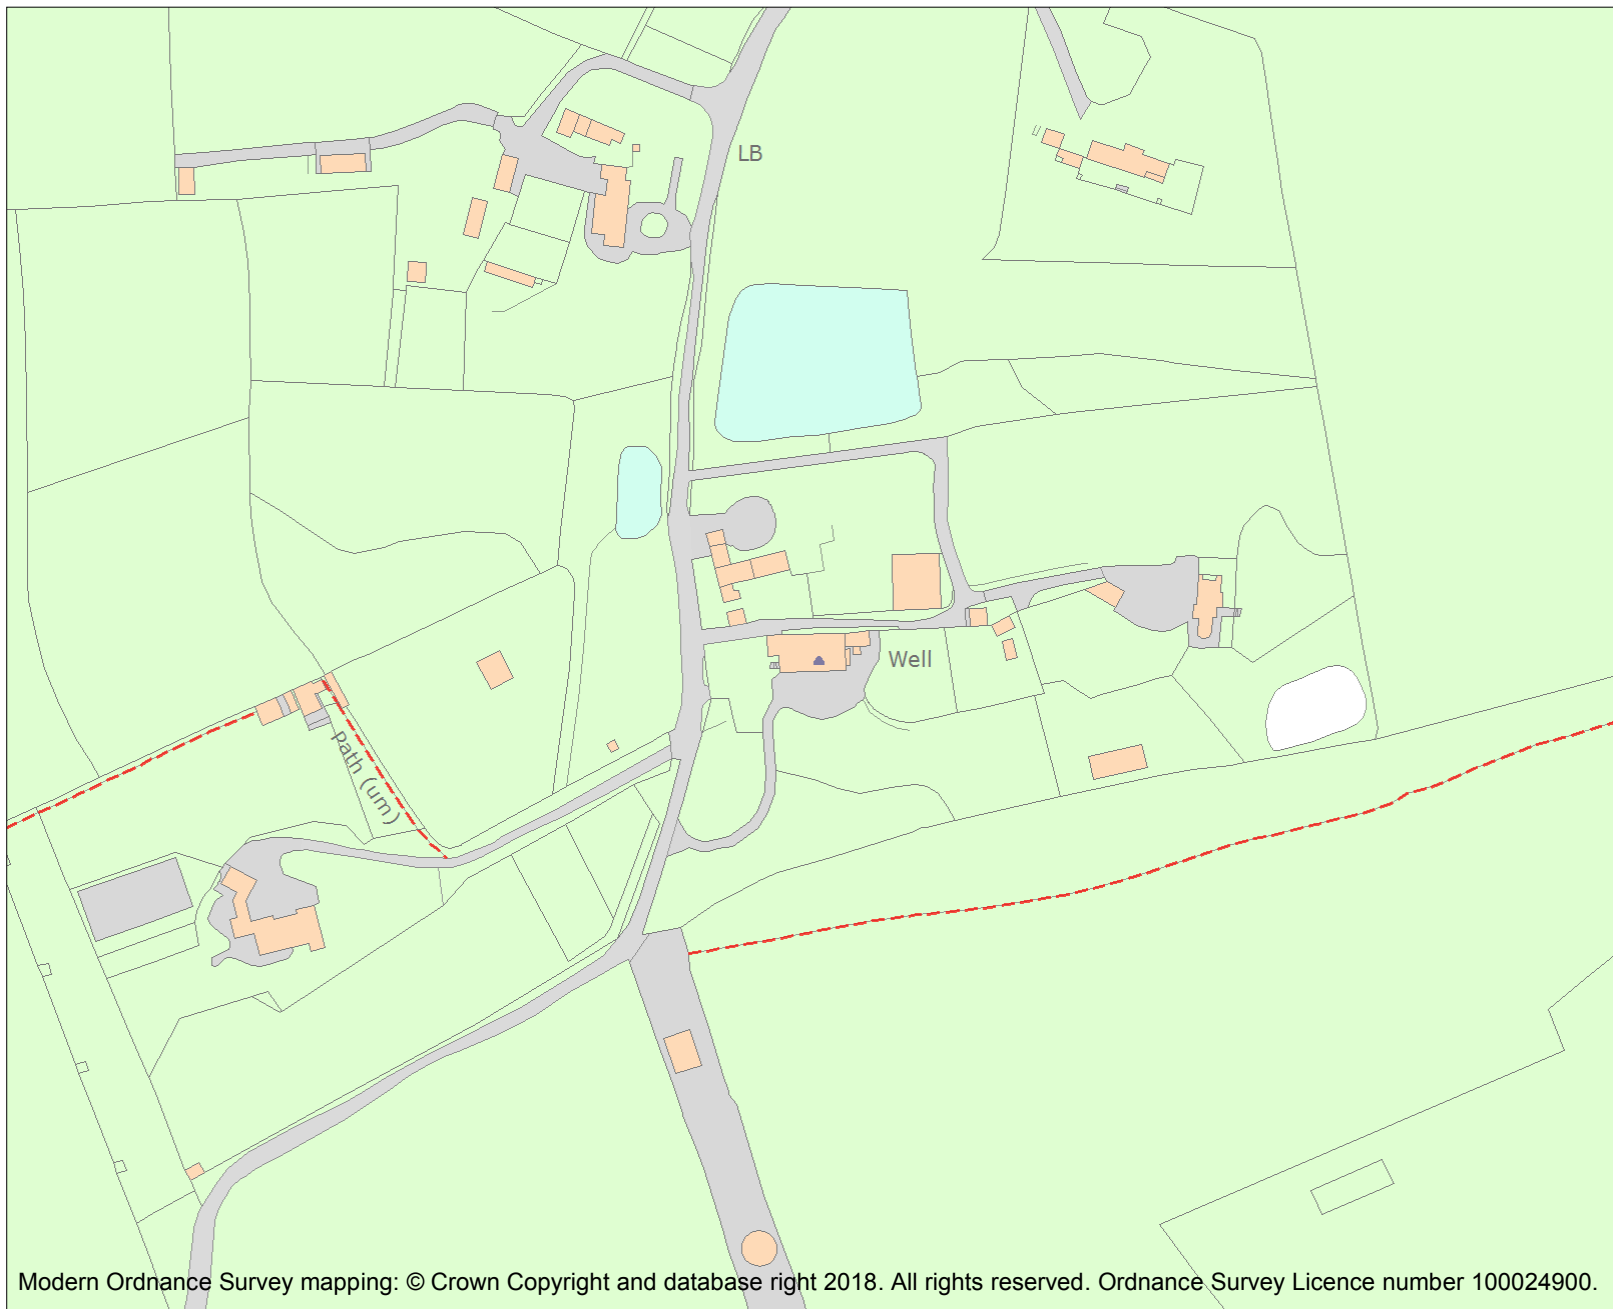 LB
Well
Path (um)
Modern Ordnance Survey mapping: © Crown Copyright and database right 2018. All rights reserved. Ordnance Survey Licence number 100024900.